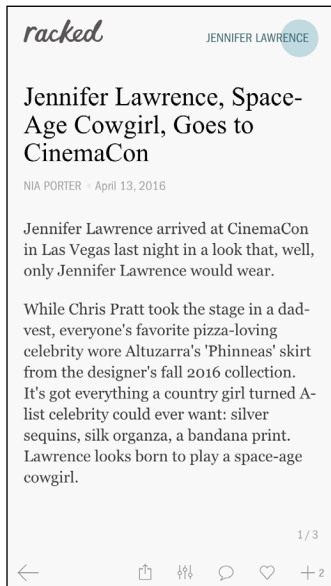 racked
JENNIFER LAWRENCE
Jennifer Lawrence, Space-
Age Cowgirl, Goes to
CinemaCon
NIA PORTER • April 13, 2016
Jennifer Lawrence arrived at CinemaCon
in Las Vegas last night in a look that, well,
only Jennifer Lawrence would wear.
While Chris Pratt took the stage in a dad-
vest, everyone's favorite pizza-loving
celebrity wore Altuzarra's 'Phinneas' skirt
from the designer's fall 2016 collection.
It's got everything a country girl turned A-
list celebrity could ever want: silver
sequins, silk organza, a bandana print.
Lawrence looks born to play a space-age
cowgirl.
1 / 3
2